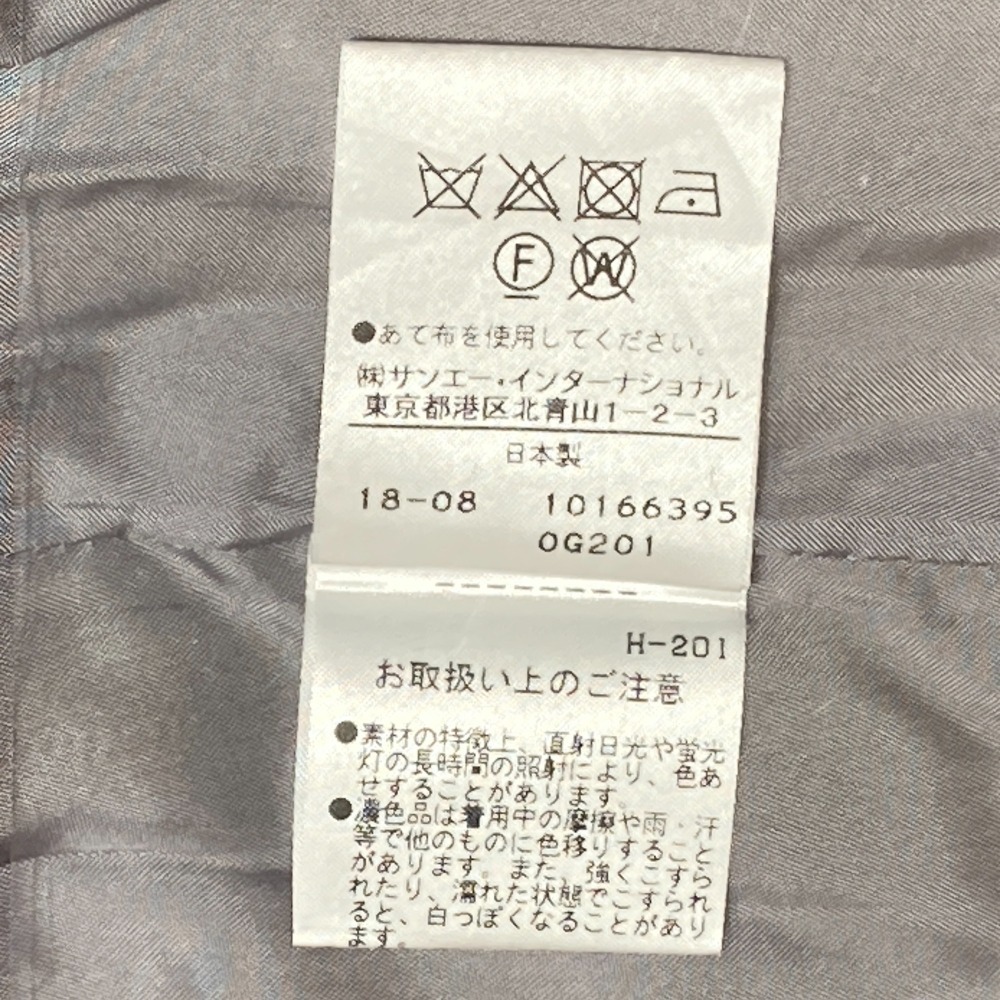 F W
●あて布を使用してください。
㈱サンエー・インターナショナル
東京都港区北青山1-2-3
日本製
18-08 10166395
0G201
H-201
お取扱い上のご注意
●素材の特徴上、直射日光や蛍光
灯の長時間の照射により、色あ
せすることがあります。
●濃色品は着用中の摩擦や雨・汗
等で他のものに色移りすること
があります。また、強くこすら
れたり、濡れた状態でこすられ
ると、白っぽくなることがあり
ます。